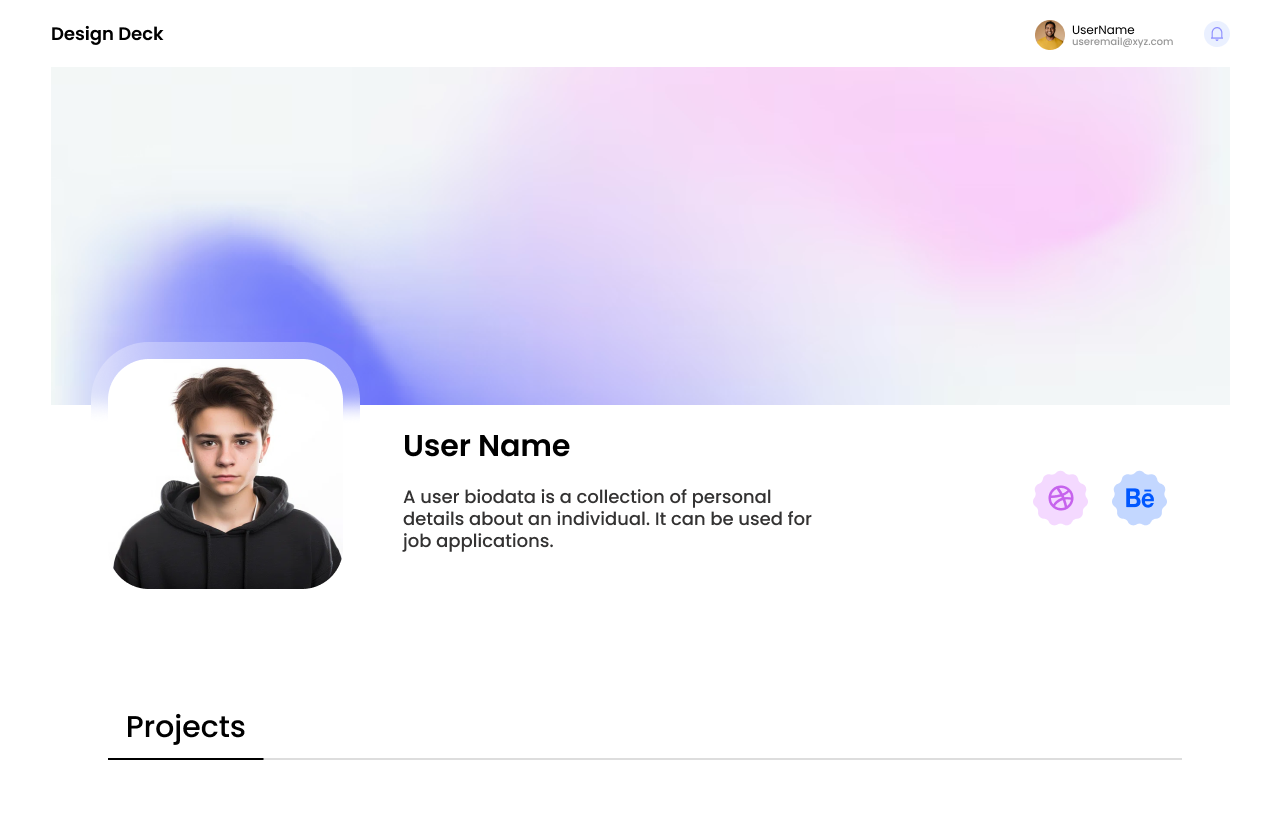 Design Deck
UserName
useremail@xyz.com
User Name
A user biodata is a collection of personal
details about an individual. It can be used for
job applications.
Bē
Projects